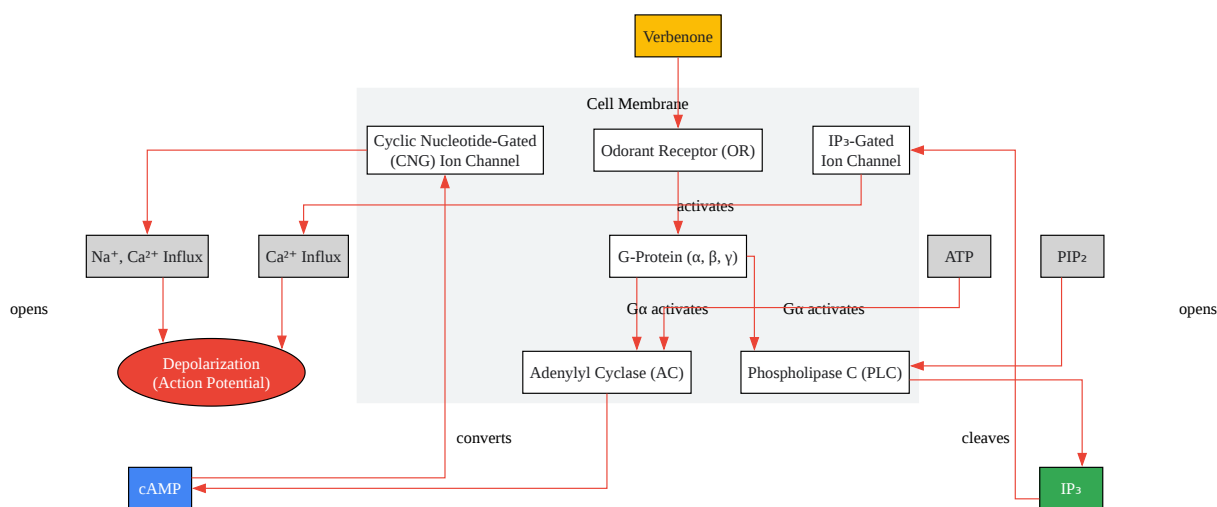 Verbenone
Cell Membrane
Cyclic Nucleotide-Gated
(CNG) Ion Channel
Odorant Receptor (OR)
IP₃-Gated
Ion Channel
activates
Na⁺, Ca²⁺ Influx
Ca²⁺ Influx
G-Protein (α, β, γ)
ATP
PIP₂
opens
Gα activates
Gα activates
opens
Depolarization
(Action Potential)
Adenylyl Cyclase (AC)
Phospholipase C (PLC)
converts
cleaves
cAMP
IP₃